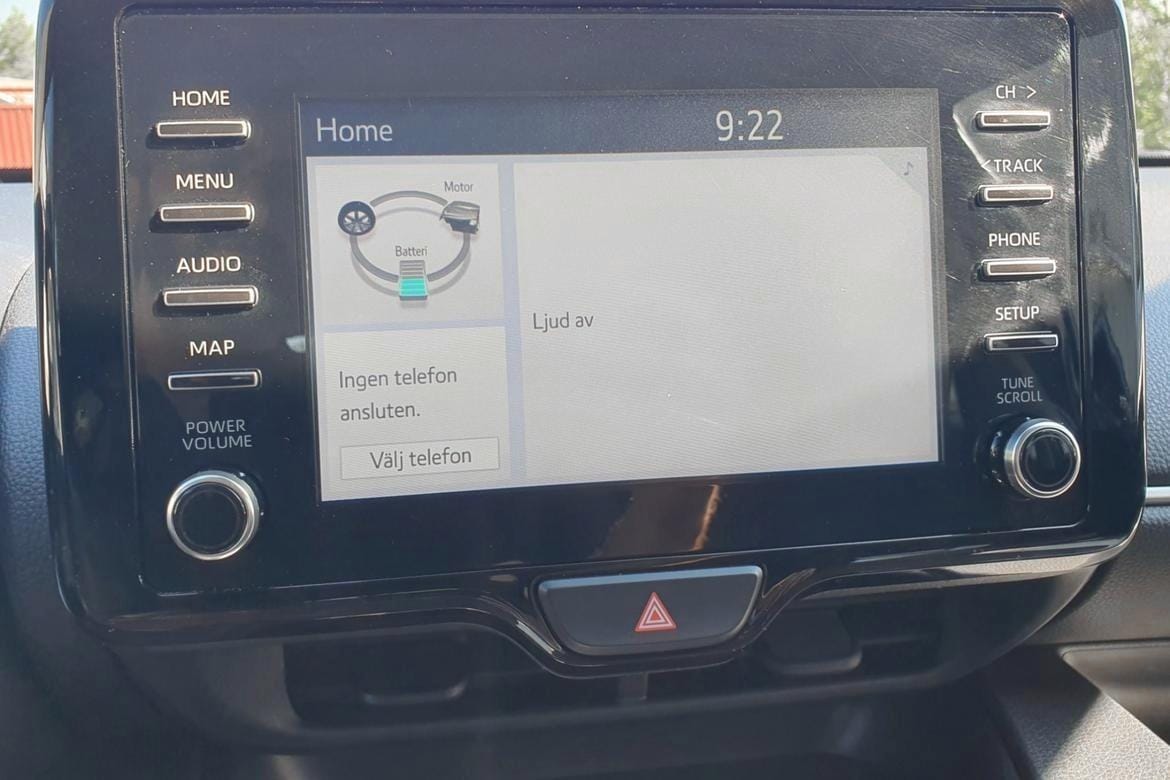 HOME
MENU
AUDIO
MAP
POWER
VOLUME
Home
9:22
Motor
Batteri
Ingen telefon
ansluten.
Välj telefon
Ljud av
CH >
< TRACK
PHONE
SETUP
TUNE
SCROLL